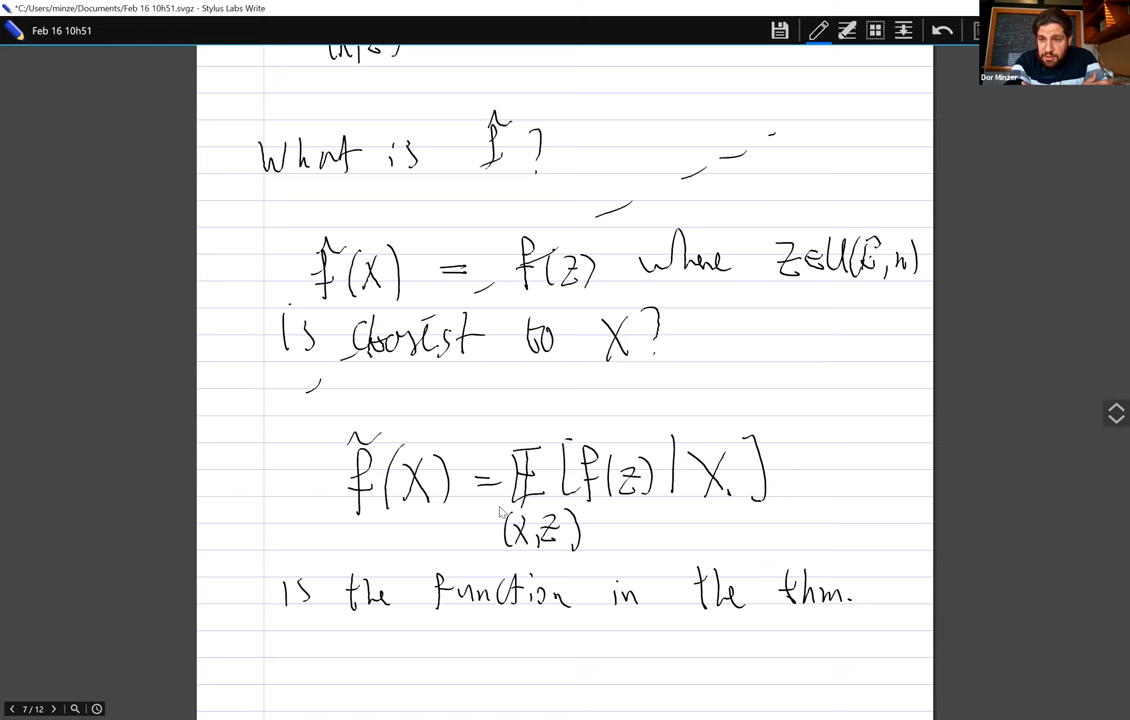 *C:/Users/minze/Documents/Feb 16 10h51.svgz - Stylus Labs Write
Feb 16 10h51
Dor Minzer
What is f̃?
f̃(x) = f(z) where z∈U(k⃗,n)
is closest to x?
f̃(x) = 𝔼 [f(z) | X.]
(x,z)
is the function in the thm.
7 / 12